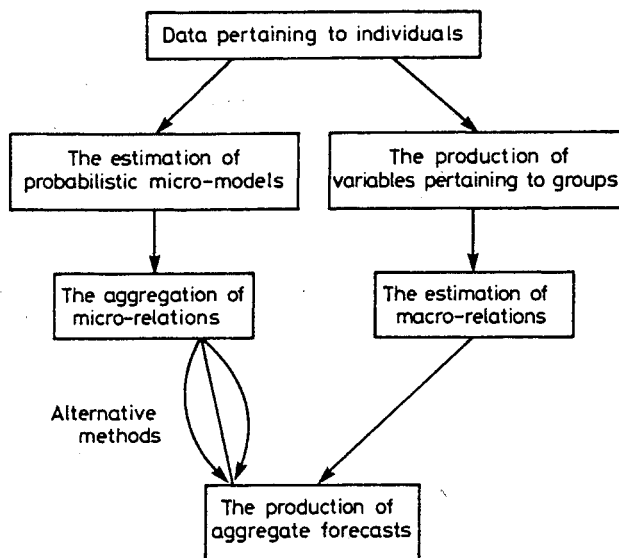 Data pertaining to individuals
The estimation of
probabilistic micro-models
The production of
variables pertaining to groups
The aggregation of
micro-relations
The estimation of
macro-relations
Alternative
methods
The production of
aggregate forecasts